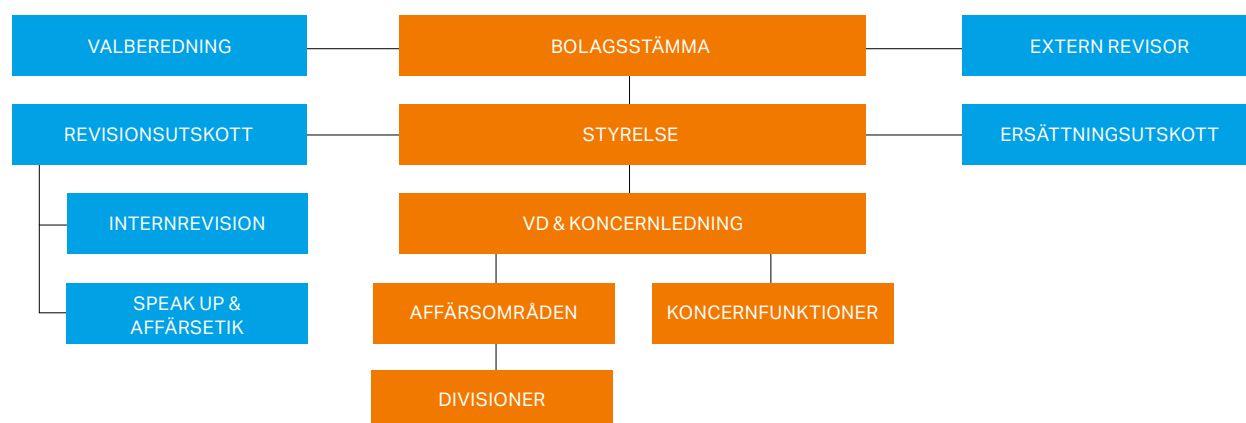 VALBEREDNING
BOLAGSSTÄMMA
EXTERN REVISOR
REVISIONSUTSKOTT
STYRELSE
ERSÄTTNINGSUTSKOTT
INTERNREVISION
VD & KONCERNLEDNING
SPEAK UP &
AFFÄRSETIK
AFFÄRSOMRÅDEN
KONCERNFUNKTIONER
DIVISIONER